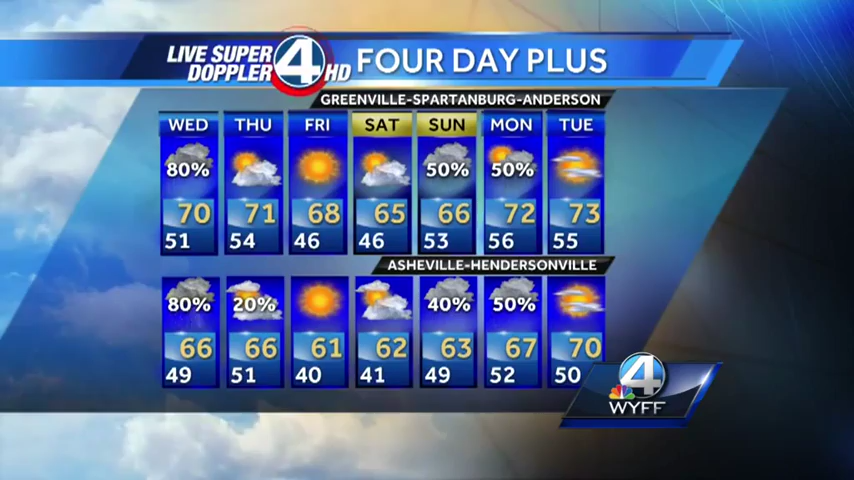 LIVE SUPER DOPPLER 4 HD FOUR DAY PLUS
GREENVILLE-SPARTANBURG-ANDERSON
WED THU FRI SAT SUN MON TUE
80% 50% 50%
70 71 68 65 66 72 73
51 54 46 46 53 56 55
ASHEVILLE-HENDERSONVILLE
80% 20% 40% 50%
66 66 61 62 63 67 70
49 51 40 41 49 52 50
4
WYFF